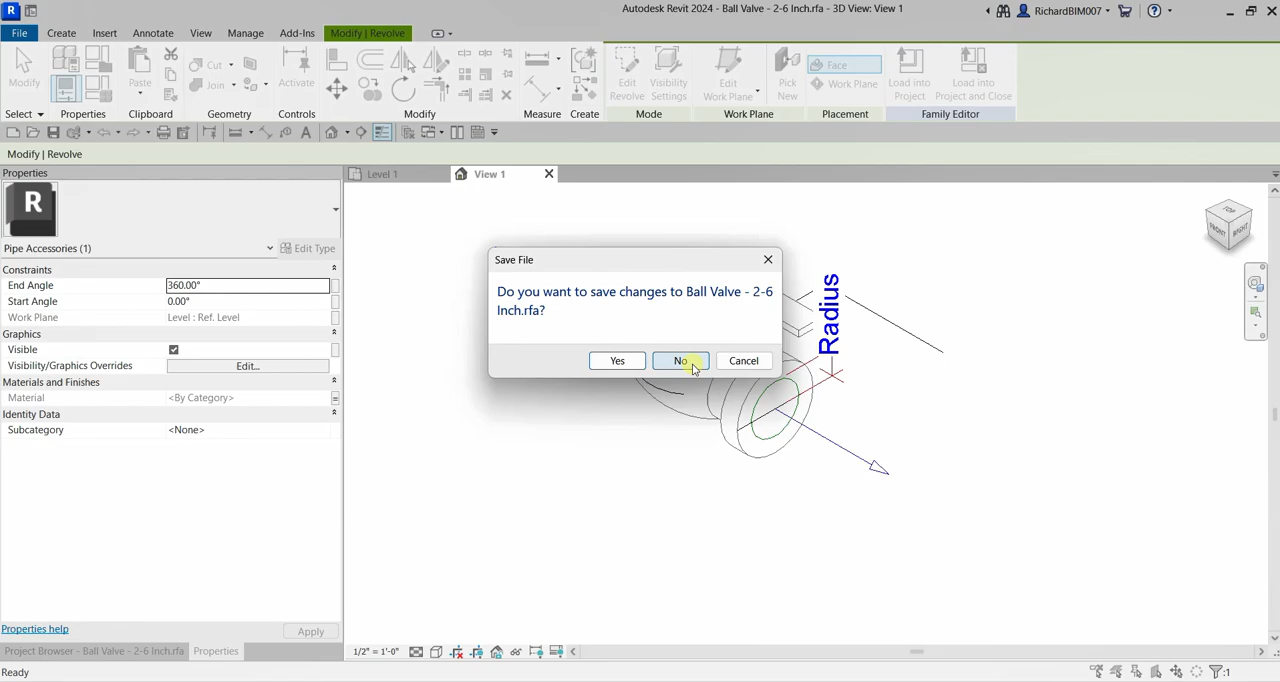 R
Autodesk Revit 2024 - Ball Valve - 2-6 Inch.rfa - 3D View: View 1
RichardBIM007
File Create Insert Annotate View Manage Add-Ins Modify | Revolve
Modify
Paste
Cut
Join
Activate
Edit Revolve
Visibility Settings
Edit Work Plane
Pick New
Face
Work Plane
Load into Project
Load into Project and Close
Select Properties Clipboard Geometry Controls Modify Measure Create Mode Work Plane Placement Family Editor
A
Modify | Revolve
Properties
Level 1
View 1
R
Pipe Accessories (1)
Edit Type
Constraints
End Angle 360.00°
Start Angle 0.00°
Work Plane Level : Ref. Level
Graphics
Visible
Visibility/Graphics Overrides Edit...
Materials and Finishes
Material <By Category>
Identity Data
Subcategory <None>
Save File
Do you want to save changes to Ball Valve - 2-6
Inch.rfa?
Yes No Cancel
Radius
TOP
FRONT
RIGHT
Properties help
Apply
Project Browser - Ball Valve - 2-6 Inch.rfa
Properties
1/2" = 1'-0"
Ready
:1